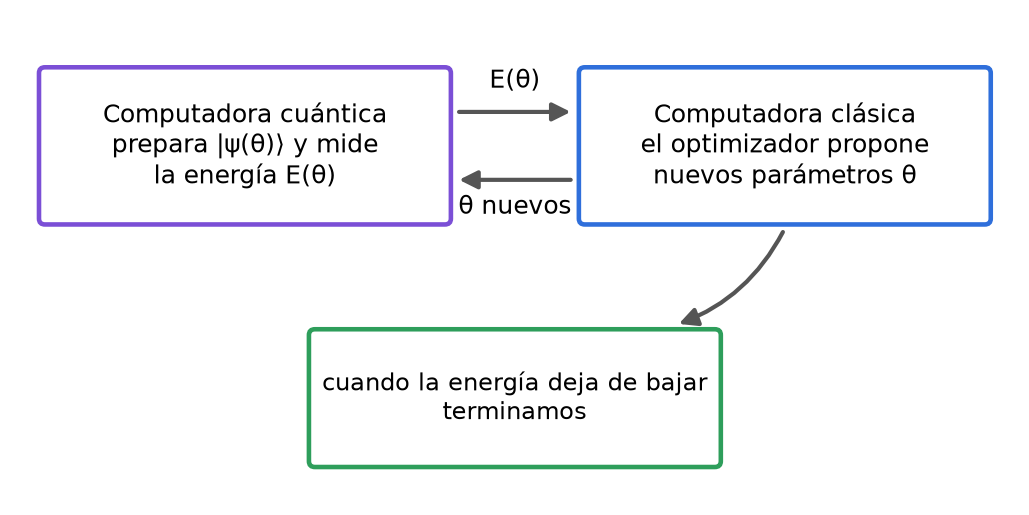 Computadora cuántica
prepara |ψ(θ)⟩ y mide
la energía E(θ)
E(θ)
θ nuevos
Computadora clásica
el optimizador propone
nuevos parámetros θ
cuando la energía deja de bajar
terminamos